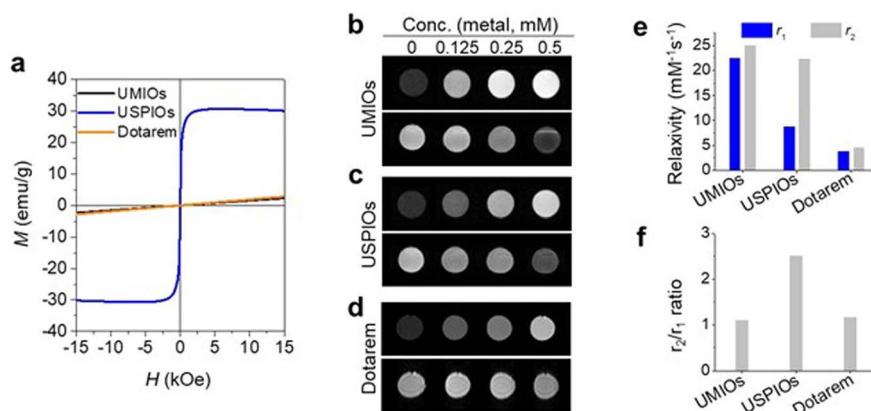 a
M (emu/g)
40
30
20
10
0
-10
-20
-30
-40
UMIOs
USPIOs
Dotarem
-15 -10 -5 0 5 10 15
H (kOe)
b
Conc. (metal, mM)
0 0.125 0.25 0.5
UMIOs
c
USPIOs
d
Dotarem
e
r₁ r₂
Relaxivity (mM⁻¹s⁻¹)
25
20
15
10
5
0
UMIOs
USPIOs
Dotarem
f
r₂/r₁ ratio
3
2
1
0
UMIOs
USPIOs
Dotarem